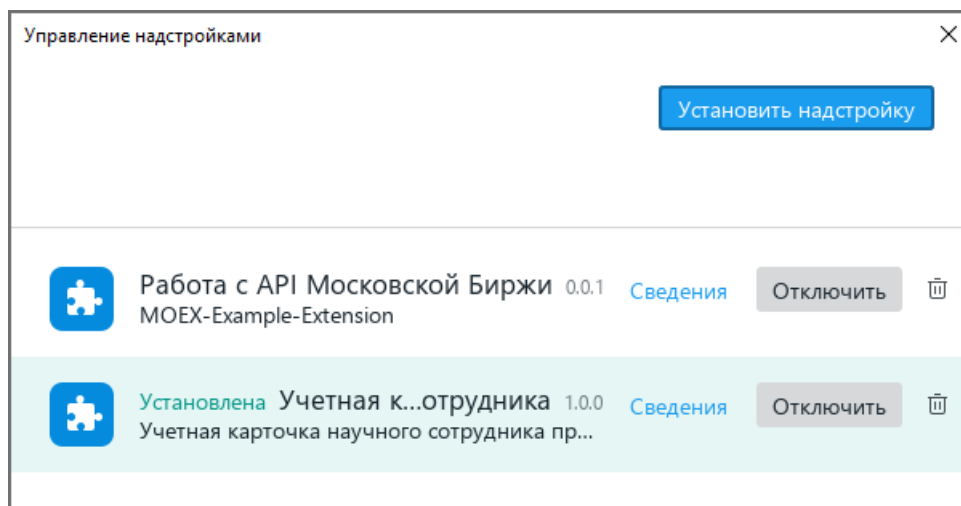 Управление надстройками
Установить надстройку
Работа с API Московской Биржи 0.0.1 Сведения Отключить
MOEX-Example-Extension
Установлена Учетная к...отрудника 1.0.0 Сведения Отключить
Учетная карточка научного сотрудника пр...